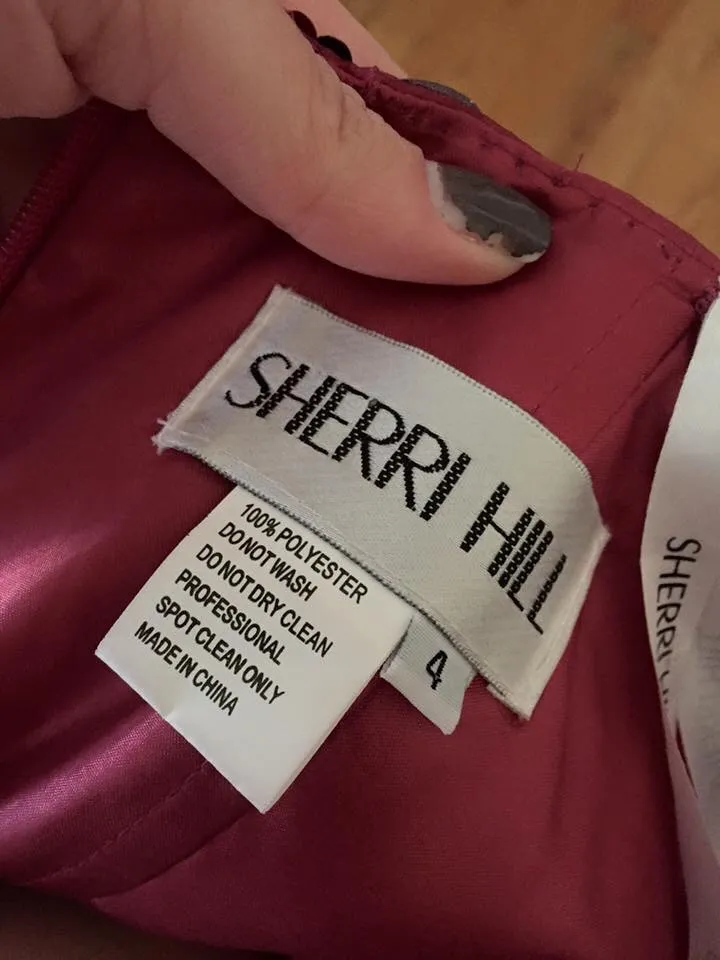 SHERRI HILL
100% POLYESTER
DO NOT WASH
DO NOT DRY CLEAN
PROFESSIONAL
SPOT CLEAN ONLY
MADE IN CHINA
4
SHERRI